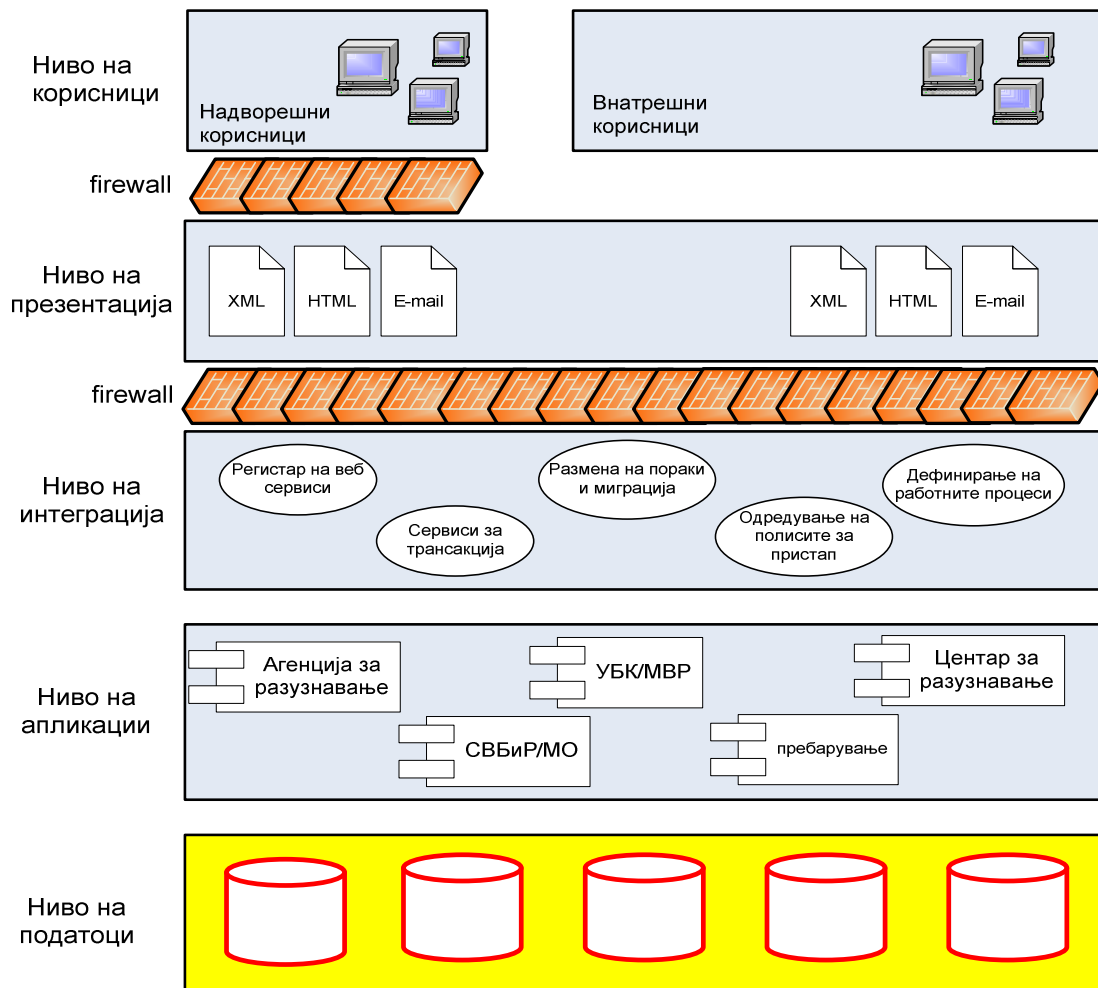 Ниво на
корисници
Надворешни
корисници
Внатрешни
корисници
firewall
Ниво на
презентација
XML
HTML
E-mail
XML
HTML
E-mail
firewall
Ниво на
интеграција
Регистар на веб
сервиси
Сервиси за
трансакција
Размена на пораки
и миграција
Одредување на
полисите за
пристап
Дефинирање на
работните процеси
Ниво на
апликации
Агенција за
разузнавање
УБК/МВР
Центар за
разузнавање
СВБиР/МО
пребарување
Ниво на
податоци